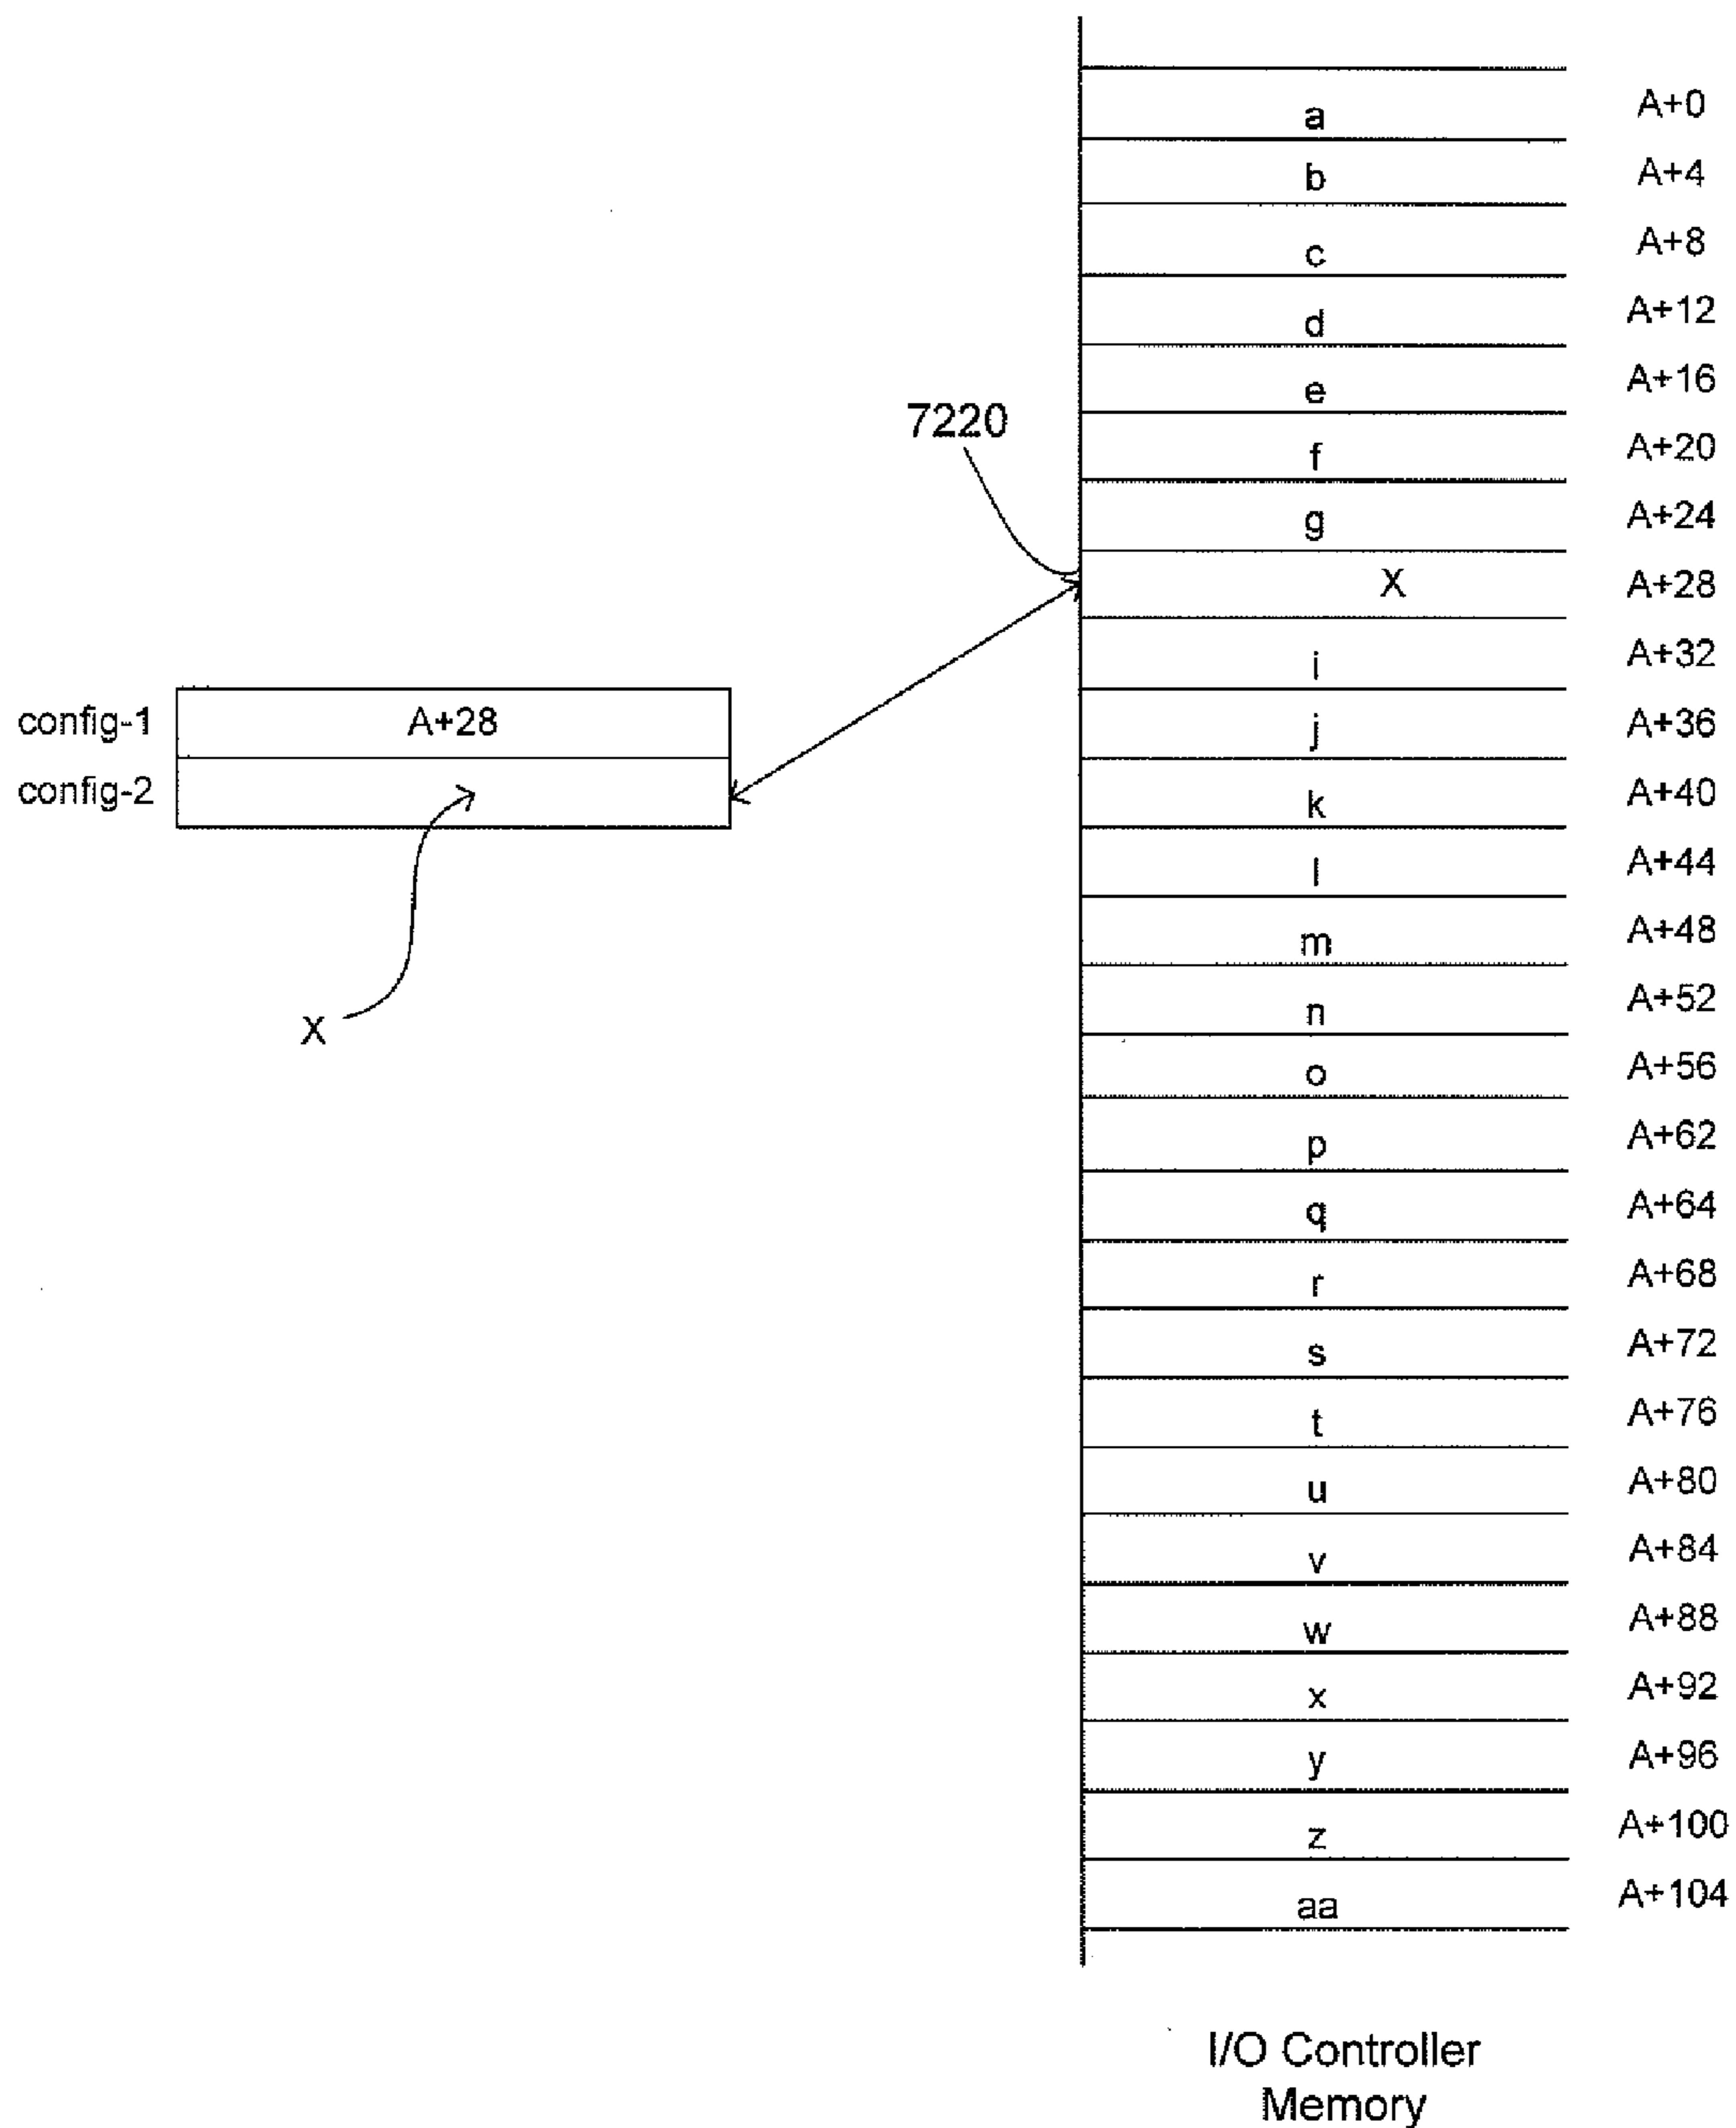 a A+0
b A+4
c A+8
d A+12
e A+16
7220
f A+20
g A+24
X A+28
i A+32
config-1 A+28
j A+36
config-2
k A+40
l A+44
m A+48
n A+52
X
o A+56
p A+62
q A+64
r A+68
s A+72
t A+76
u A+80
v A+84
w A+88
x A+92
y A+96
z A+100
aa A+104
I/O Controller
Memory